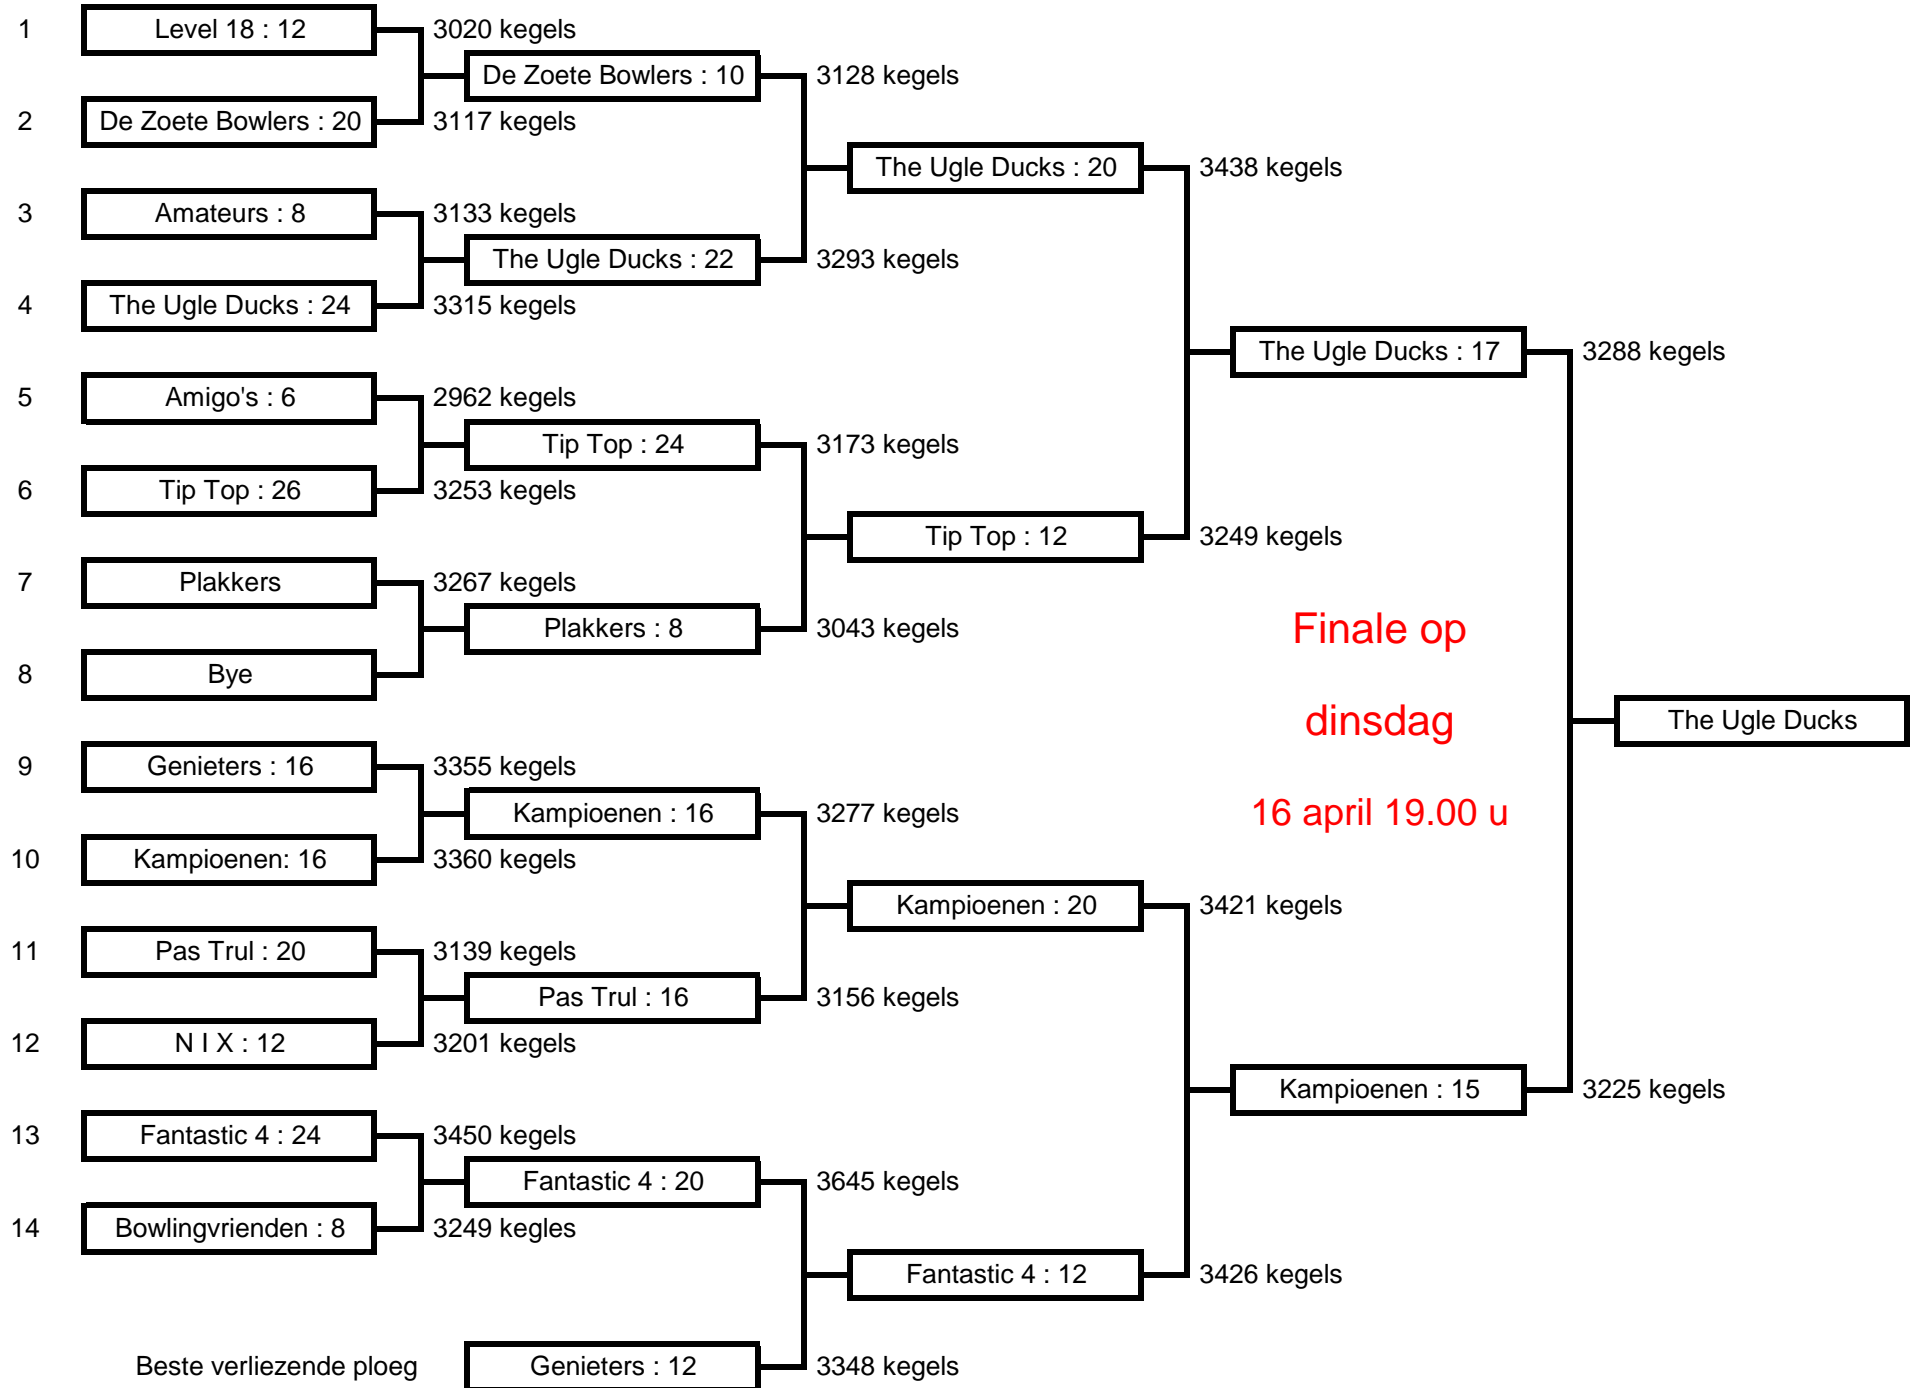 1 Level 18 : 12 3020 kegels
De Zoete Bowlers : 10 3128 kegels
2 De Zoete Bowlers : 20 3117 kegels
The Ugle Ducks : 20 3438 kegels
3 Amateurs : 8 3133 kegels
The Ugle Ducks : 22 3293 kegels
4 The Ugle Ducks : 24 3315 kegels
The Ugle Ducks : 17 3288 kegels
5 Amigo's : 6 2962 kegels
Tip Top : 24 3173 kegels
6 Tip Top : 26 3253 kegels
Tip Top : 12 3249 kegels
7 Plakkers 3267 kegels
Plakkers : 8 3043 kegels Finale op
8 Bye
dinsdag The Ugle Ducks
9 Genieters : 16 3355 kegels
Kampioenen : 16 3277 kegels 16 april 19.00 u
10 Kampioenen: 16 3360 kegels
Kampioenen : 20 3421 kegels
11 Pas Trul : 20 3139 kegels
Pas Trul : 16 3156 kegels
12 N I X : 12 3201 kegels
Kampioenen : 15 3225 kegels
13 Fantastic 4 : 24 3450 kegels
Fantastic 4 : 20 3645 kegels
14 Bowlingvrienden : 8 3249 kegles
Fantastic 4 : 12 3426 kegels
Beste verliezende ploeg Genieters : 12 3348 kegels